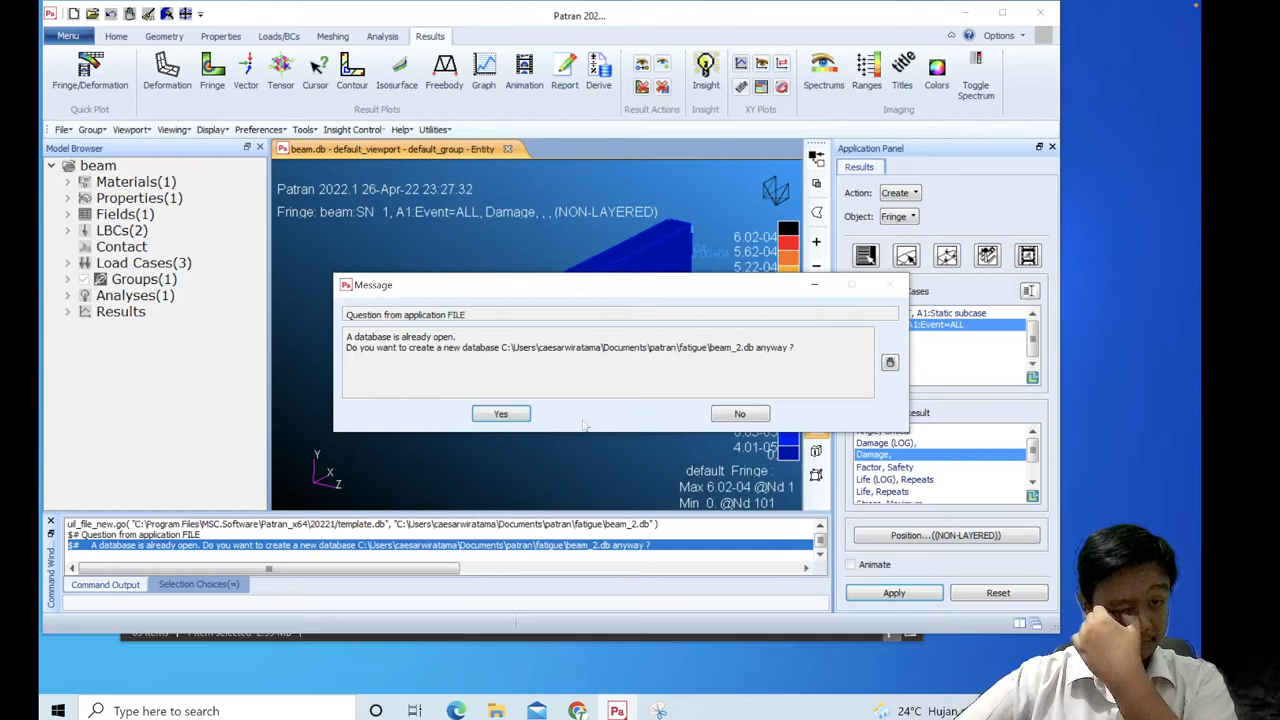 Patran 202...
Menu Home Geometry Properties Loads/BCs Meshing Analysis Results Options
Fringe/Deformation Deformation Fringe Vector Tensor Cursor Contour Isosurface Freebody Graph Animation Report Derive Insight Spectrums Ranges Titles Colors Toggle
Spectrum
Quick Plot Result Plots Result Actions Insight XY Plots Imaging
File Group Viewport Viewing Display Preferences Tools Insight Control Help Utilities
Model Browser
beam
Materials(1)
Properties(1)
Fields(1)
LBCs(2)
Contact
Load Cases(3)
Groups(1)
Analyses(1)
Results
beam.db - default_viewport - default_group - Entity
Patran 2022.1 26-Apr-22 23:27:32
Fringe: beam:SN 1, A1:Event=ALL, Damage, , , (NON-LAYERED)
6.02-04
5.62-04
5.22-04
Message
Question from application FILE
A database is already open.
Do you want to create a new database C:\Users\caesarwiratama\Documents\patran\fatigue\beam_2.db anyway ?
Yes No
4.01-05
0
default_Fringe :
Max 6.02-04 @Nd 1
Min 0. @Nd 101
Y
X
Z
Application Panel
Results
Action: Create
Object: Fringe
Cases
, A1:Static subcase
A1:Event=ALL
Result
Damage (LOG),
Damage,
Factor, Safety
Life (LOG), Repeats
Life, Repeats
Position...((NON-LAYERED))
Animate
Apply Reset
uil_file_new.go( "C:\Program Files\MSC.Software\Patran_x64\20221/template.db", "C:\Users\caesarwiratama\Documents\patran\fatigue\beam_2.db" )
$# Question from application FILE
$# A database is already open. Do you want to create a new database C:\Users\caesarwiratama\Documents\patran\fatigue\beam_2.db anyway ?
Command Wind...
Command Output Selection Choices(=)
Type here to search
24°C Hujan